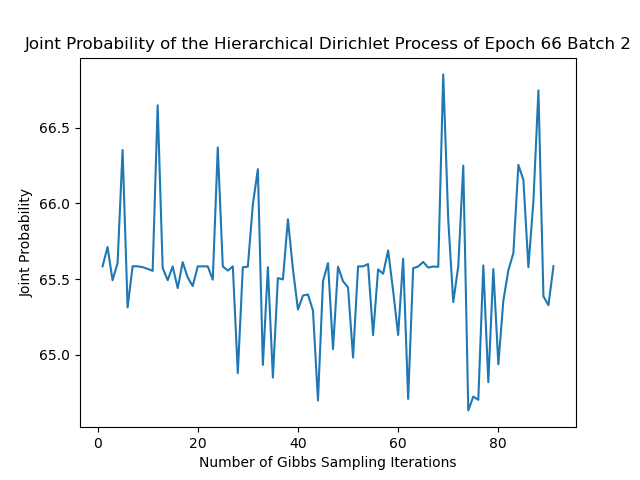 Joint Probability of the Hierarchical Dirichlet Process of Epoch 66 Batch 2
66.5
66.0
65.5
65.0
Joint Probability
0 20 40 60 80
Number of Gibbs Sampling Iterations